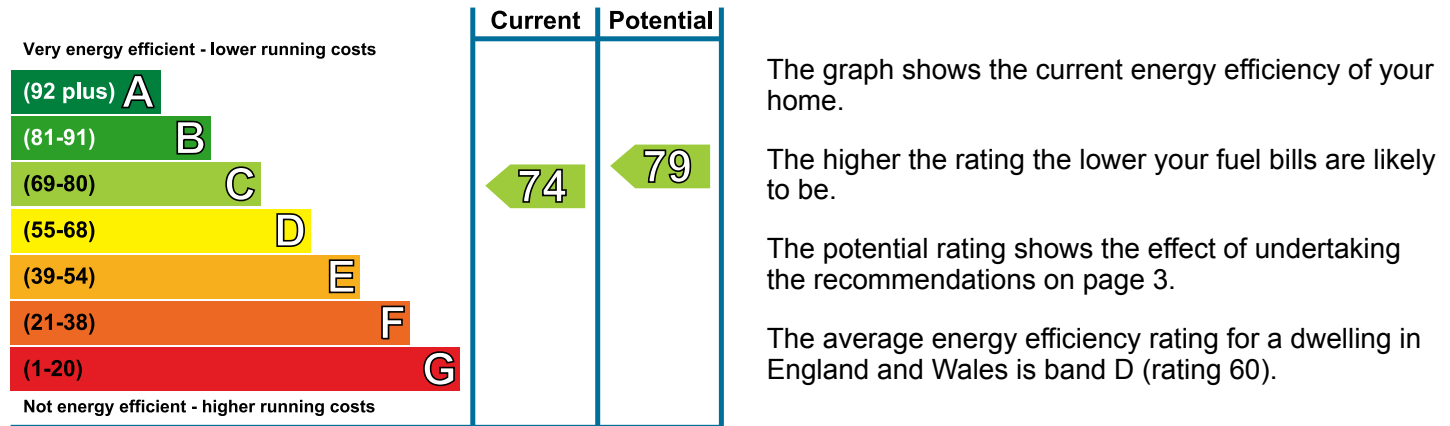 Current Potential
Very energy efficient - lower running costs
(92 plus) A
(81-91) B
(69-80) C
(55-68) D
(39-54) E
(21-38) F
(1-20) G
Not energy efficient - higher running costs
74
79
The graph shows the current energy efficiency of your
home.
The higher the rating the lower your fuel bills are likely
to be.
The potential rating shows the effect of undertaking
the recommendations on page 3.
The average energy efficiency rating for a dwelling in
England and Wales is band D (rating 60).